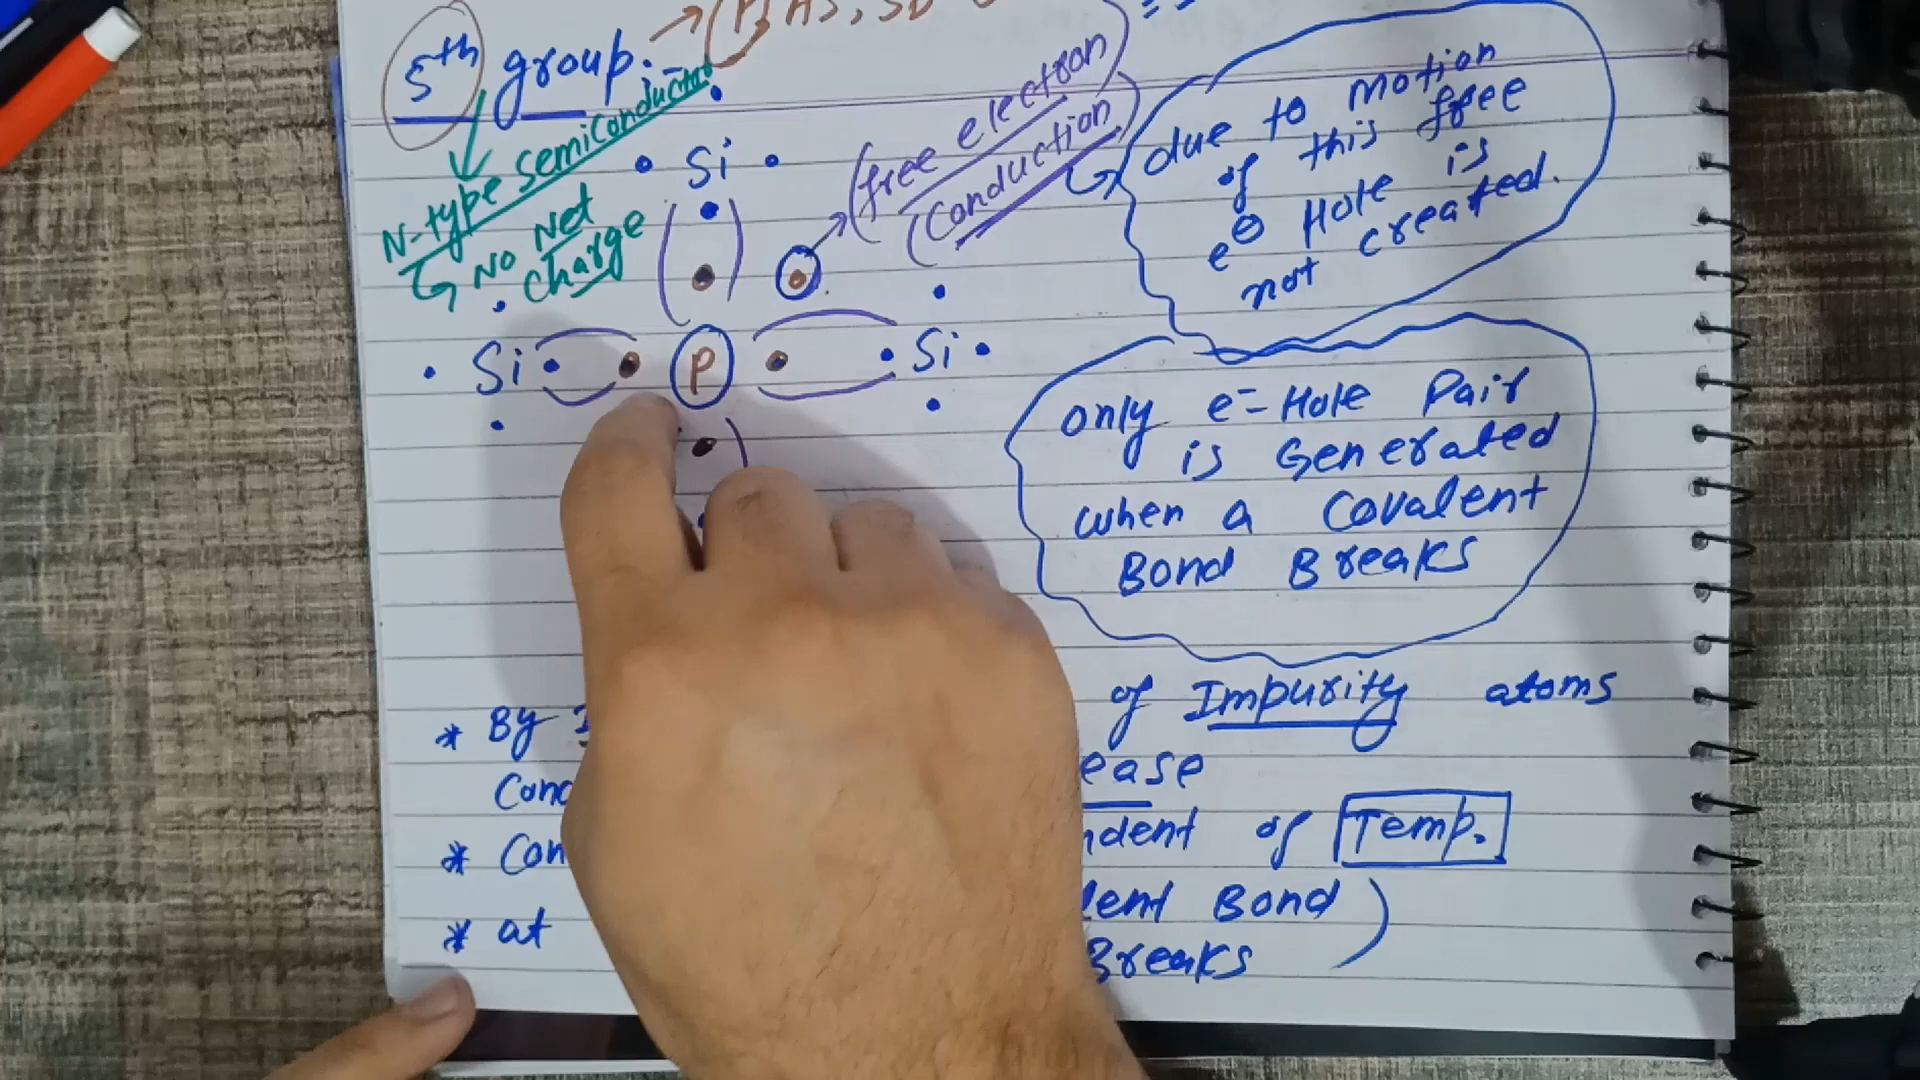 5th group. → (P, As, Sb
N-type semiconductor
No Net
charge
• Si •
(free electron)
(Conduction)
due to motion
of this free
e⊖ Hole is
not created.
• Si • • P • • Si •
only e- Hole Pair
is Generated
when a Covalent
Bond Breaks
* By of Impurity atoms
ease
* ndent of Temp.
* at lent Bond)
Breaks